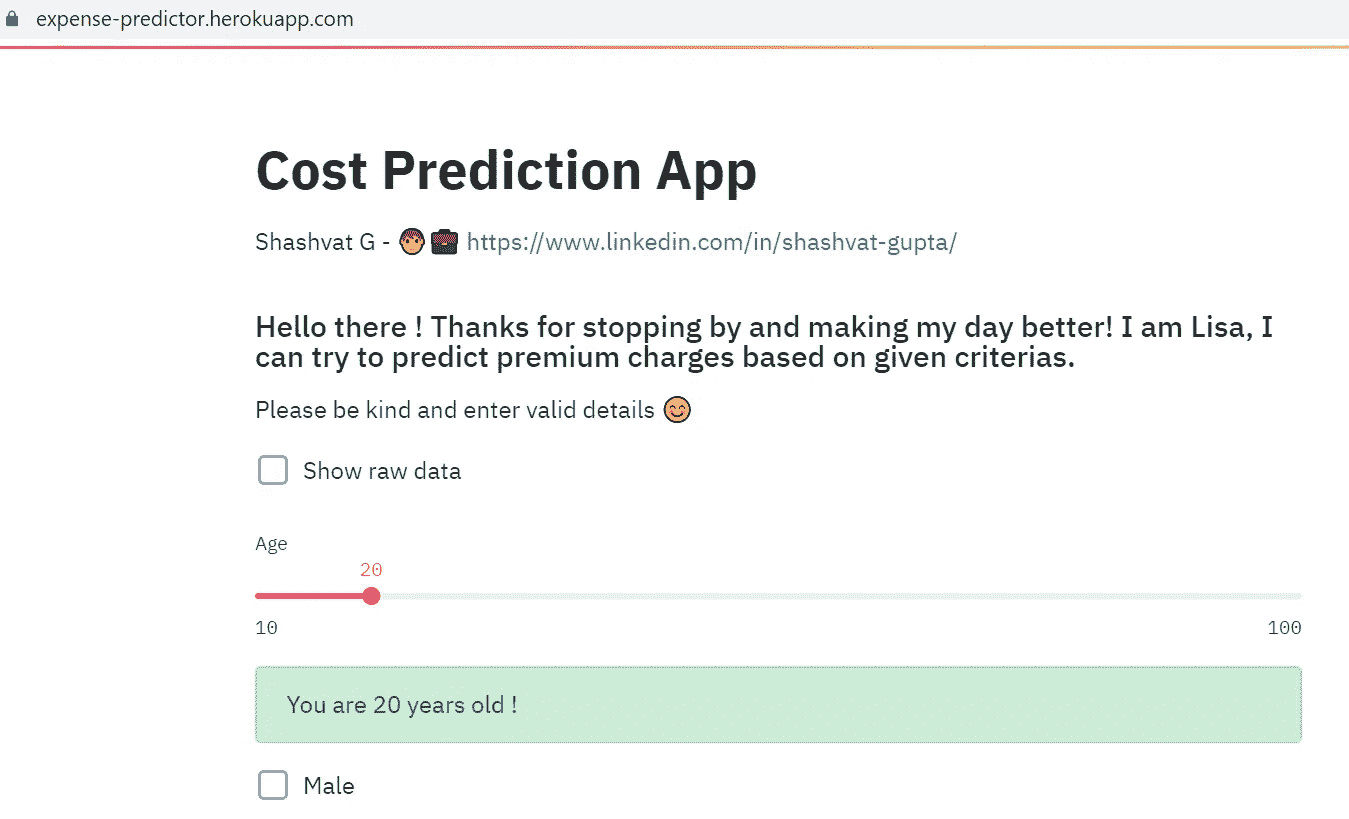 expense-predictor.herokuapp.com
Cost Prediction App
Shashvat G - https://www.linkedin.com/in/shashvat-gupta/
Hello there ! Thanks for stopping by and making my day better! I am Lisa, I
can try to predict premium charges based on given criterias.
Please be kind and enter valid details
Show raw data
Age
20
10 100
You are 20 years old !
Male